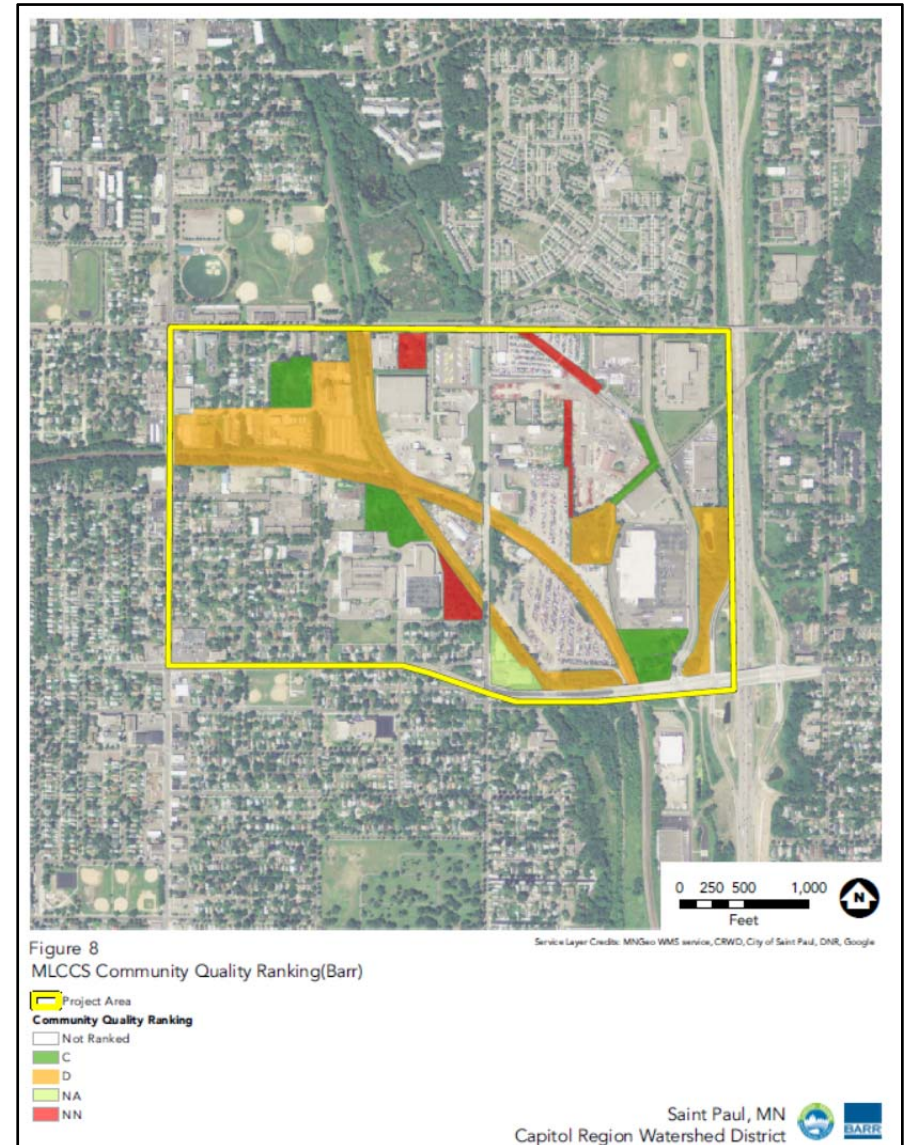 0 250 500 1,000
Feet
N
Figure 8
Service Layer Credits: MNGeo WMS service, CRWD, City of Saint Paul, DNR, Google
MLCCS Community Quality Ranking(Barr)
Project Area
Community Quality Ranking
Not Ranked
C
D
NA
NN
Saint Paul, MN
Capitol Region Watershed District
BARR